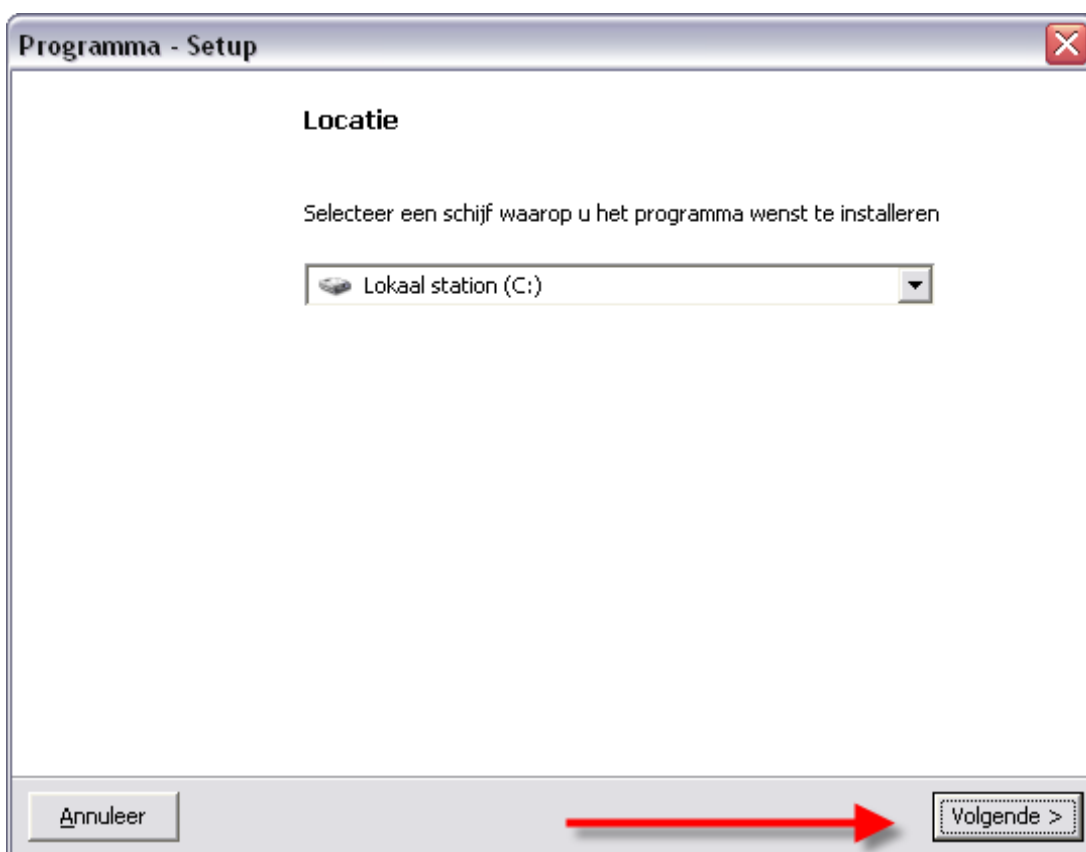 Programma - Setup
Locatie
Selecteer een schijf waarop u het programma wenst te installeren
Lokaal station (C:)
Annuleer
Volgende >